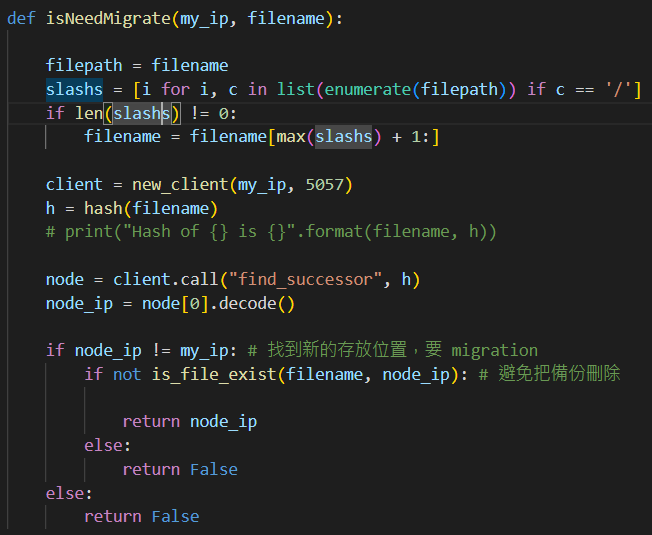 def isNeedMigrate(my_ip, filename):
filepath = filename
slashs = [i for i, c in list(enumerate(filepath)) if c == '/']
if len(slashs) != 0:
filename = filename[max(slashs) + 1:]
client = new_client(my_ip, 5057)
h = hash(filename)
# print("Hash of {} is {}".format(filename, h))
node = client.call("find_successor", h)
node_ip = node[0].decode()
if node_ip != my_ip: # 找到新的存放位置，要 migration
if not is_file_exist(filename, node_ip): # 避免把備份刪除
return node_ip
else:
return False
else:
return False